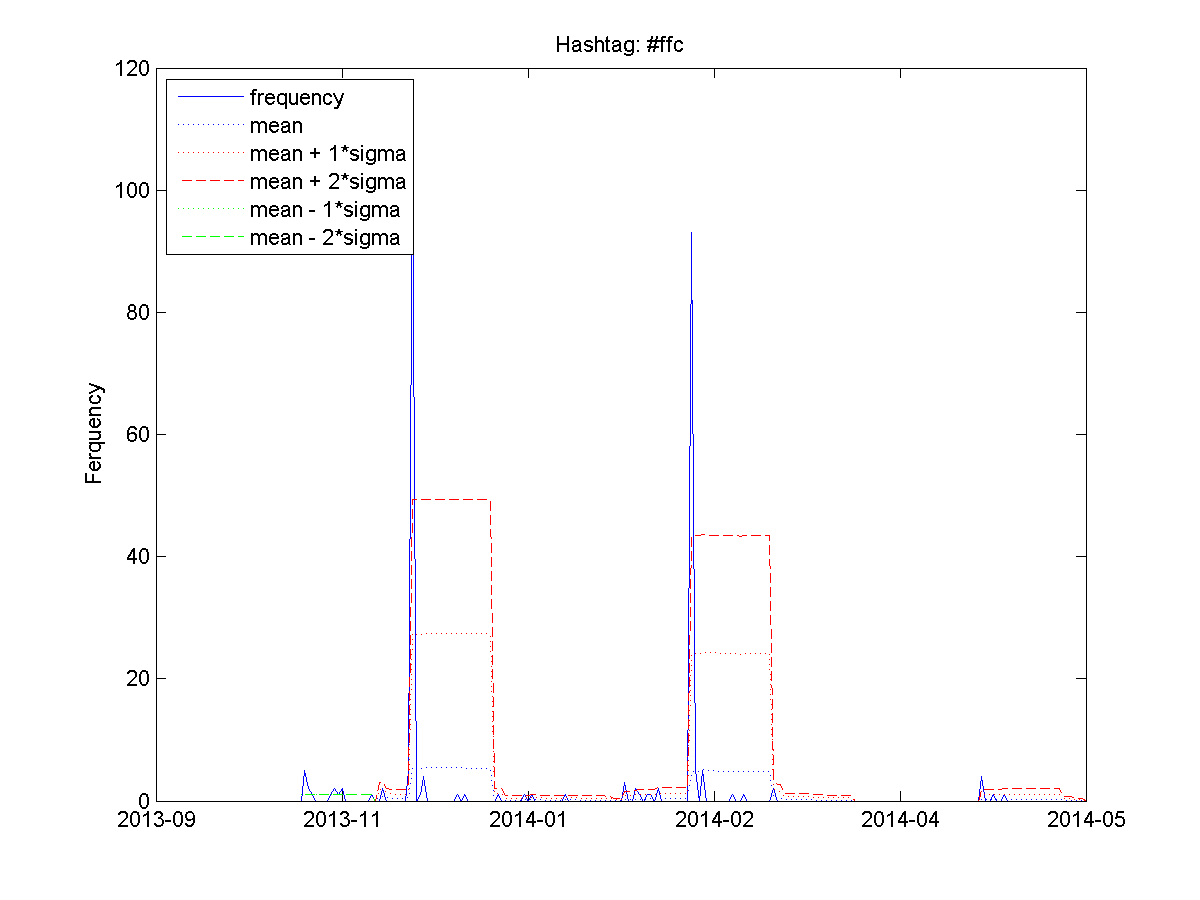 Hashtag: #ffc
120
100
80
60
40
20
0
Ferquency
frequency
mean
mean + 1*sigma
mean + 2*sigma
mean - 1*sigma
mean - 2*sigma
2013-09 2013-11 2014-01 2014-02 2014-04 2014-05